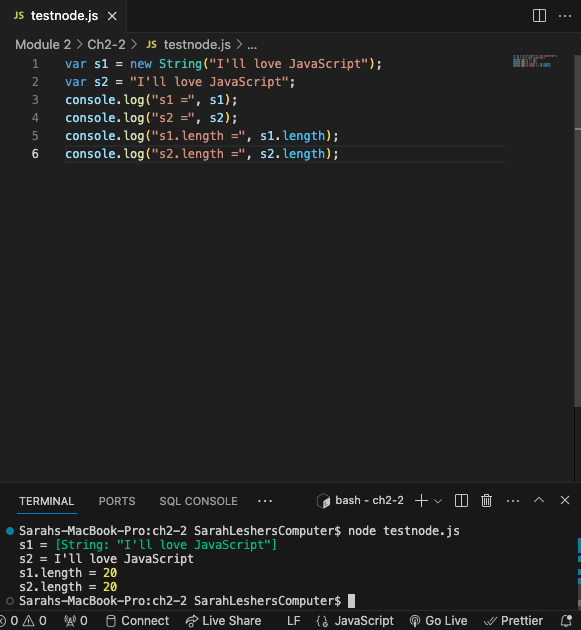 JS testnode.js ×
Module 2 > Ch2-2 > JS testnode.js > ...
1 var s1 = new String("I'll love JavaScript");
2 var s2 = "I'll love JavaScript";
3 console.log("s1 =", s1);
4 console.log("s2 =", s2);
5 console.log("s1.length =", s1.length);
6 console.log("s2.length =", s2.length);
TERMINAL PORTS SQL CONSOLE ··· bash - ch2-2
Sarahs-MacBook-Pro:ch2-2 SarahLeshersComputer$ node testnode.js
s1 = [String: "I'll love JavaScript"]
s2 = I'll love JavaScript
s1.length = 20
s2.length = 20
Sarahs-MacBook-Pro:ch2-2 SarahLeshersComputer$
0 0 0 Connect Live Share LF {} JavaScript Go Live Prettier